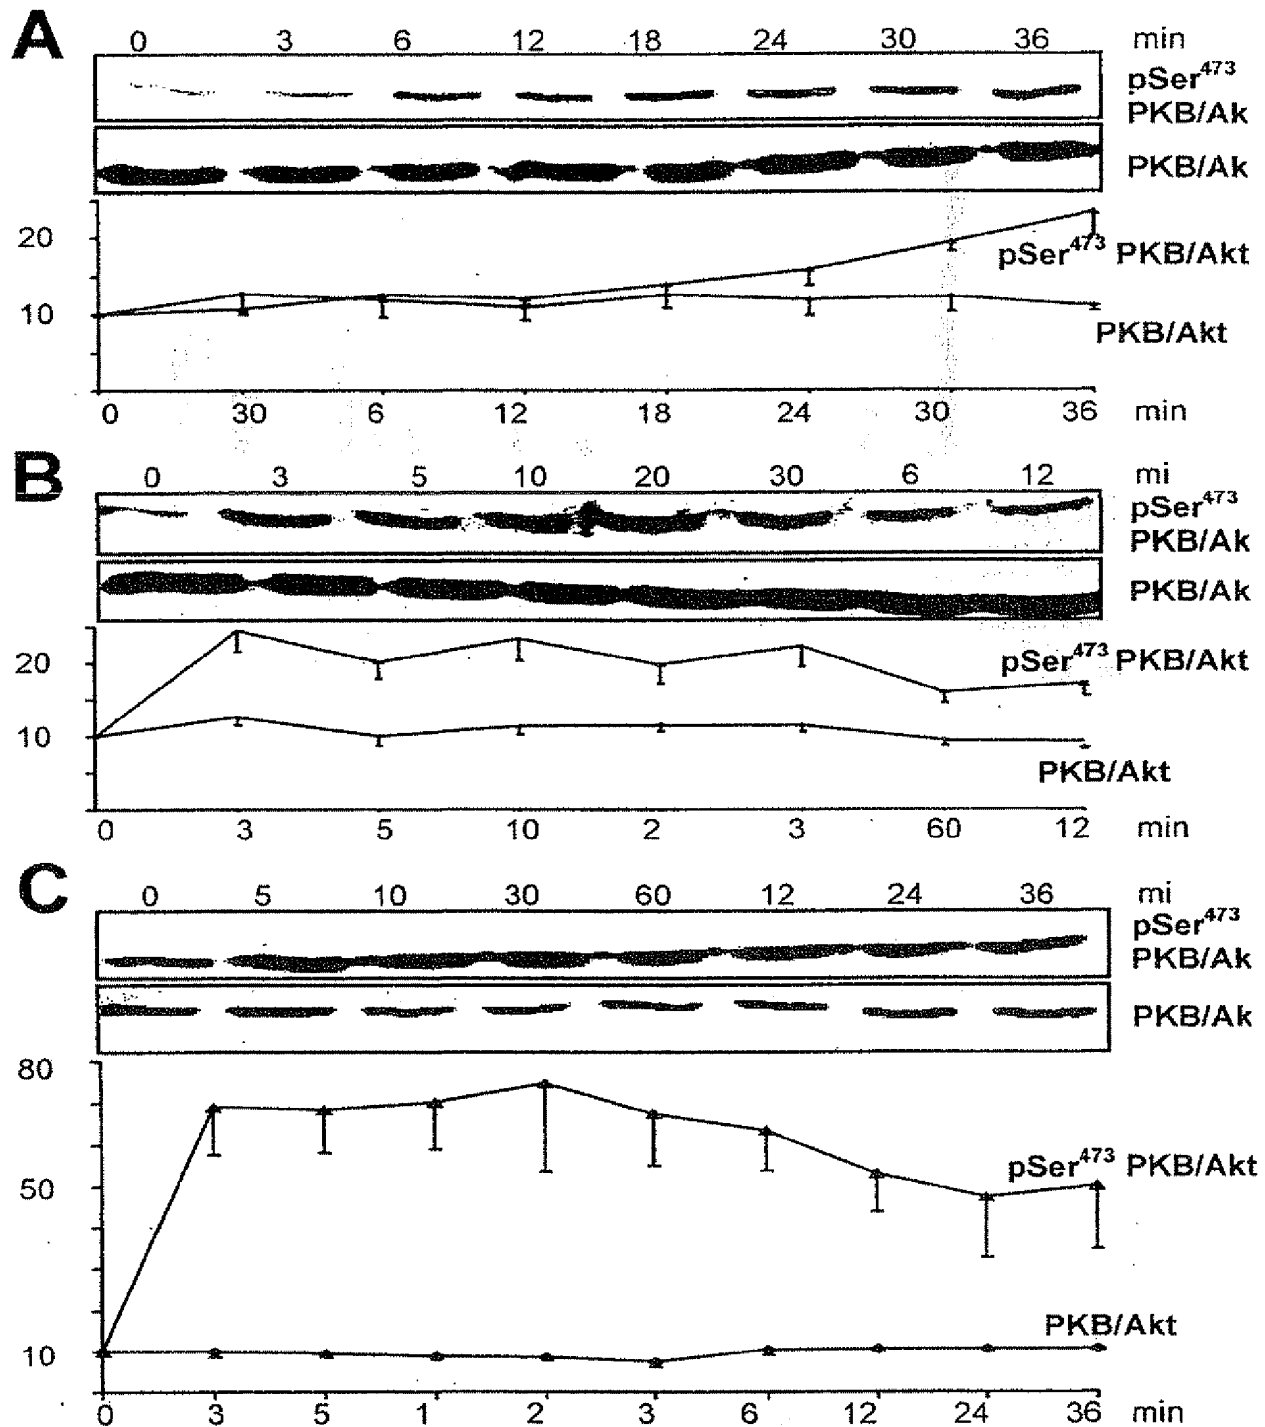 A
0 3 6 12 18 24 30 36 min
pSer473
PKB/Ak
PKB/Ak
20
pSer473 PKB/Akt
10
PKB/Akt
0 30 6 12 18 24 30 36 min
B
0 3 5 10 20 30 6 12 mi
pSer473
PKB/Ak
PKB/Ak
20
pSer473 PKB/Akt
10
PKB/Akt
0 3 5 10 2 3 60 12 min
C
0 5 10 30 60 12 24 36 mi
pSer473
PKB/Ak
PKB/Ak
80
pSer473 PKB/Akt
50
PKB/Akt
10
0 3 5 1 2 3 6 12 24 36 min